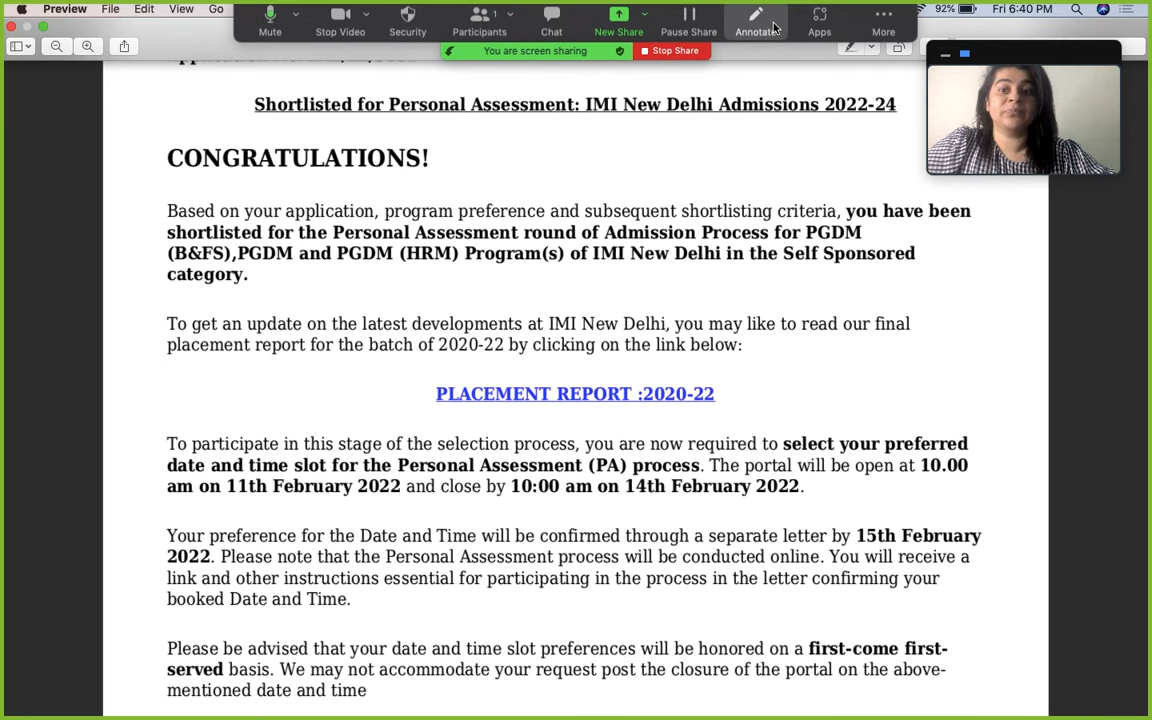 Preview File Edit View Go
92% Fri 6:40 PM
Mute Stop Video Security Participants 1 Chat New Share Pause Share Annotate Apps More
You are screen sharing Stop Share
Shortlisted for Personal Assessment: IMI New Delhi Admissions 2022-24
CONGRATULATIONS!
Based on your application, program preference and subsequent shortlisting criteria, you have been
shortlisted for the Personal Assessment round of Admission Process for PGDM
(B&FS),PGDM and PGDM (HRM) Program(s) of IMI New Delhi in the Self Sponsored
category.
To get an update on the latest developments at IMI New Delhi, you may like to read our final
placement report for the batch of 2020-22 by clicking on the link below:
PLACEMENT REPORT :2020-22
To participate in this stage of the selection process, you are now required to select your preferred
date and time slot for the Personal Assessment (PA) process. The portal will be open at 10.00
am on 11th February 2022 and close by 10:00 am on 14th February 2022.
Your preference for the Date and Time will be confirmed through a separate letter by 15th February
2022. Please note that the Personal Assessment process will be conducted online. You will receive a
link and other instructions essential for participating in the process in the letter confirming your
booked Date and Time.
Please be advised that your date and time slot preferences will be honored on a first-come first-
served basis. We may not accommodate your request post the closure of the portal on the above-
mentioned date and time